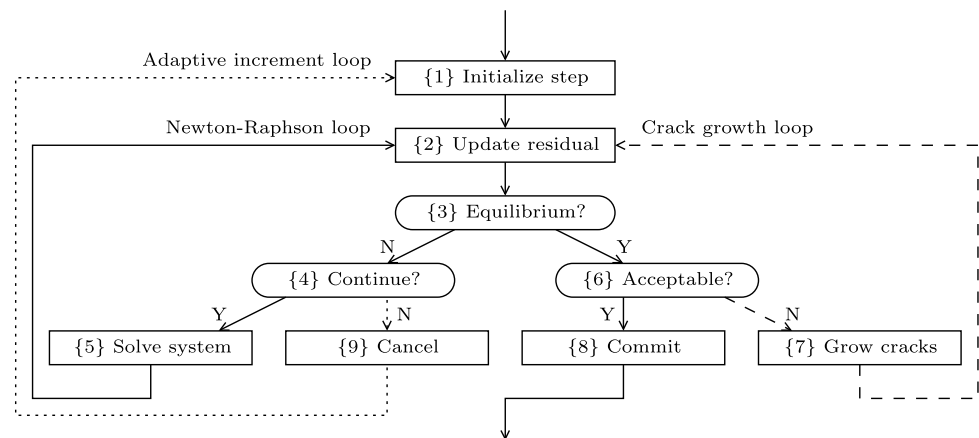 Adaptive increment loop
{1} Initialize step
Newton-Raphson loop
Crack growth loop
{2} Update residual
{3} Equilibrium?
N
Y
{4} Continue?
{6} Acceptable?
Y
N
Y
N
{5} Solve system
{9} Cancel
{8} Commit
{7} Grow cracks